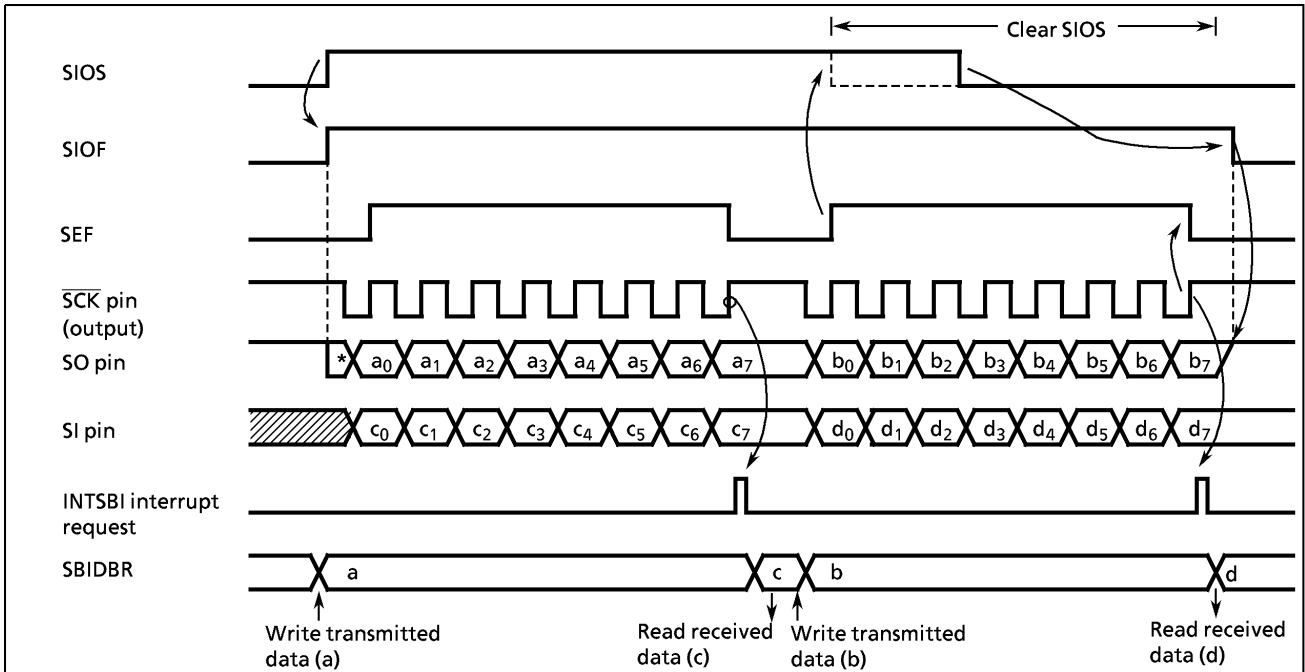 Clear SIOS
SIOS
SIOF
SEF
SCK pin
(output)
SO pin
* a0 a1 a2 a3 a4 a5 a6 a7 b0 b1 b2 b3 b4 b5 b6 b7
SI pin
c0 c1 c2 c3 c4 c5 c6 c7 d0 d1 d2 d3 d4 d5 d6 d7
INTSBI interrupt
request
SBIDBR
a c b d
Write transmitted
data (a)
Read received
data (c)
Write transmitted
data (b)
Read received
data (d)